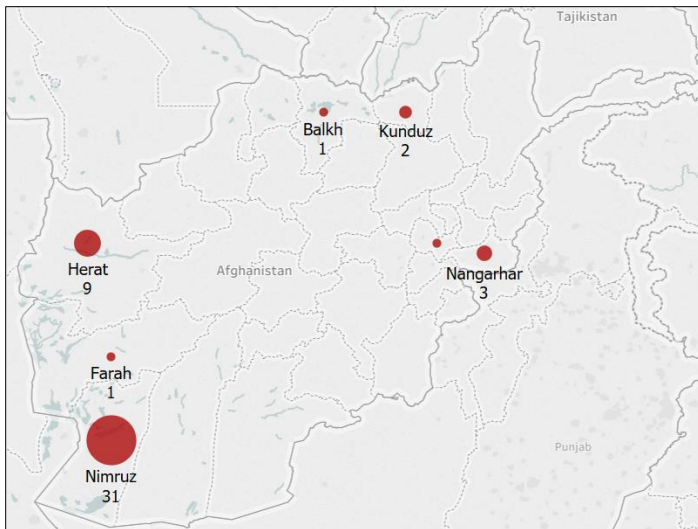 Tajikistan
Balkh
1
Kunduz
2
Herat
9
Afghanistan
Nangarhar
3
Farah
1
Punjab
Nimruz
31